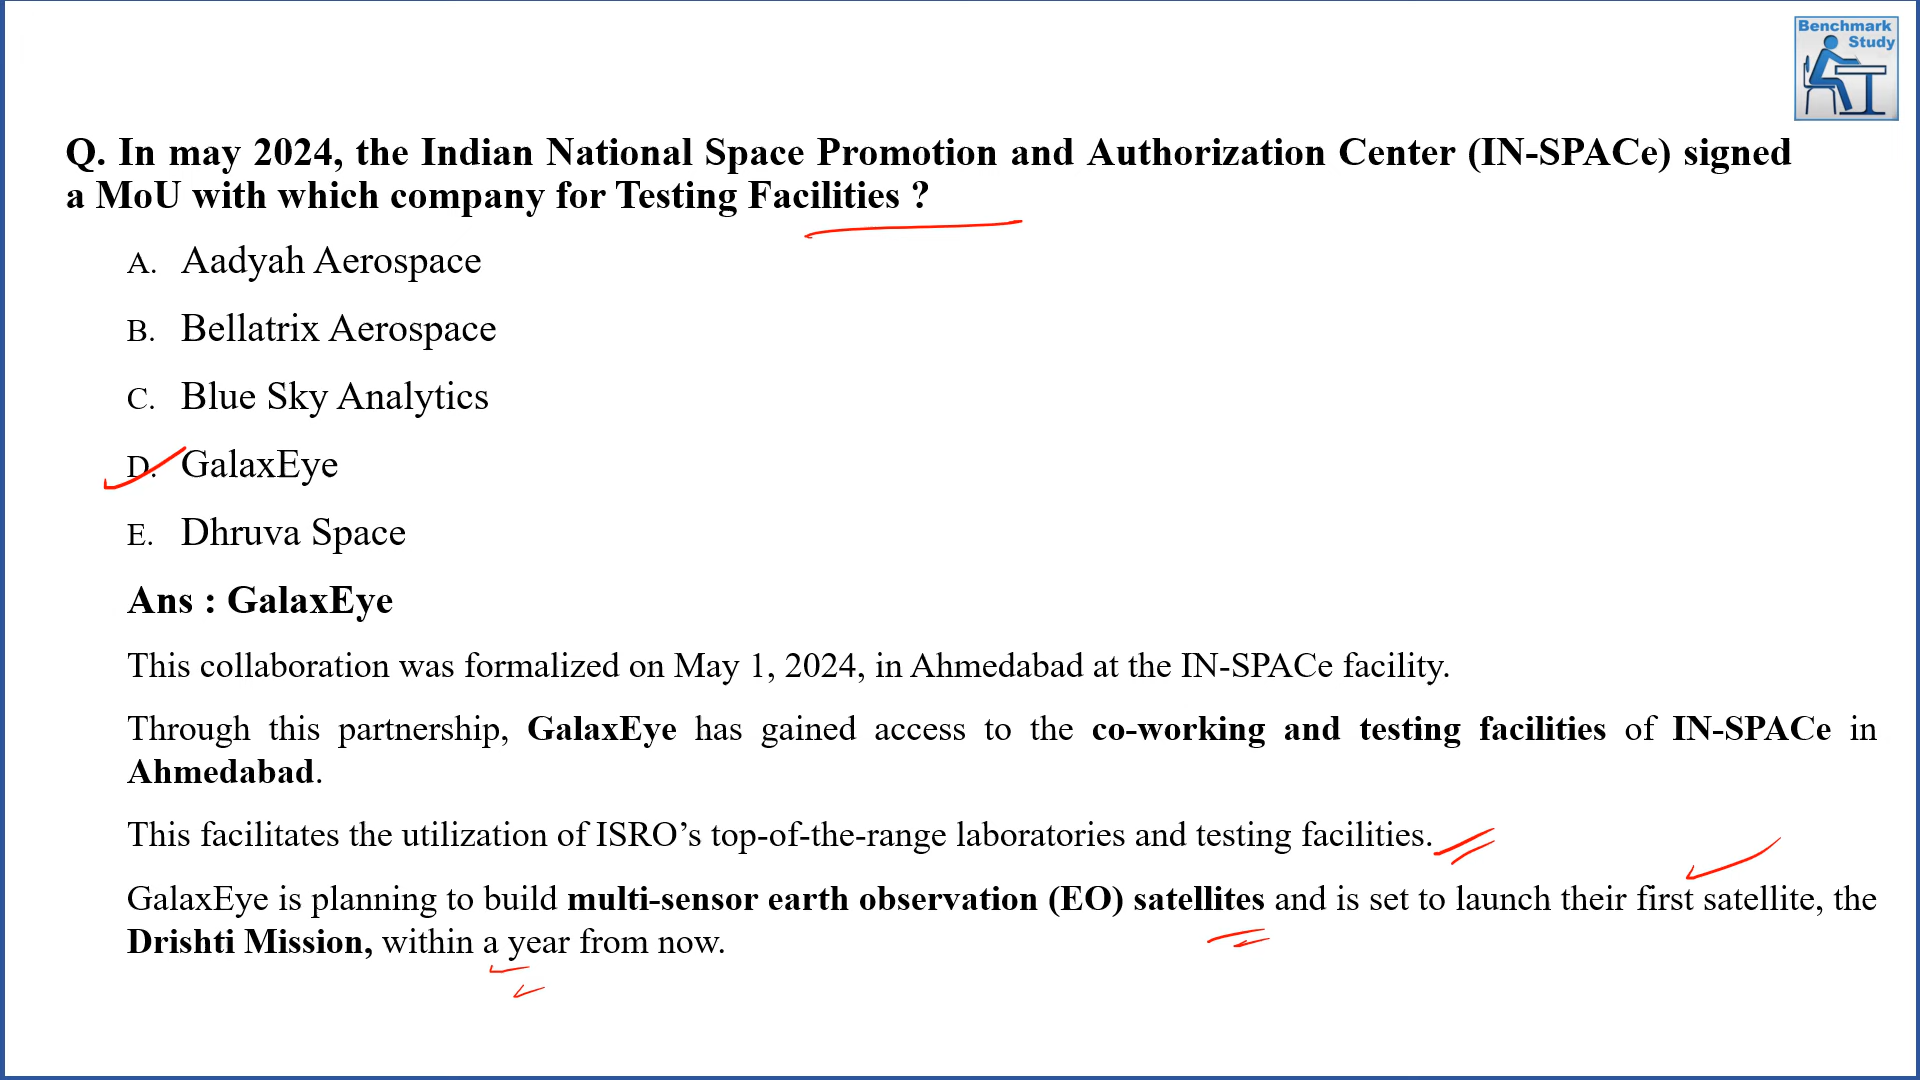 Benchmark
Study
Q. In may 2024, the Indian National Space Promotion and Authorization Center (IN-SPACe) signed
a MoU with which company for Testing Facilities ?
A. Aadyah Aerospace
B. Bellatrix Aerospace
C. Blue Sky Analytics
D. GalaxEye
E. Dhruva Space
Ans : GalaxEye
This collaboration was formalized on May 1, 2024, in Ahmedabad at the IN-SPACe facility.
Through this partnership, GalaxEye has gained access to the co-working and testing facilities of IN-SPACe in
Ahmedabad.
This facilitates the utilization of ISRO’s top-of-the-range laboratories and testing facilities.
GalaxEye is planning to build multi-sensor earth observation (EO) satellites and is set to launch their first satellite, the
Drishti Mission, within a year from now.